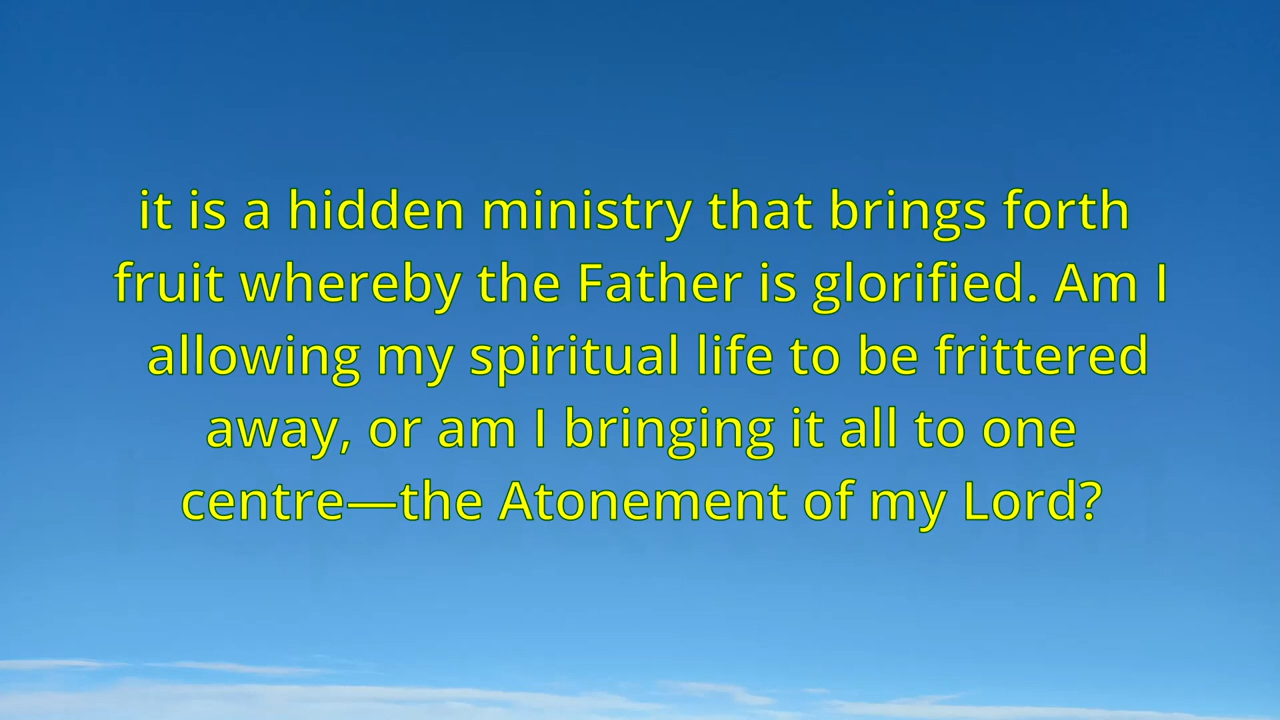 it is a hidden ministry that brings forth
fruit whereby the Father is glorified. Am I
allowing my spiritual life to be frittered
away, or am I bringing it all to one
centre—the Atonement of my Lord?